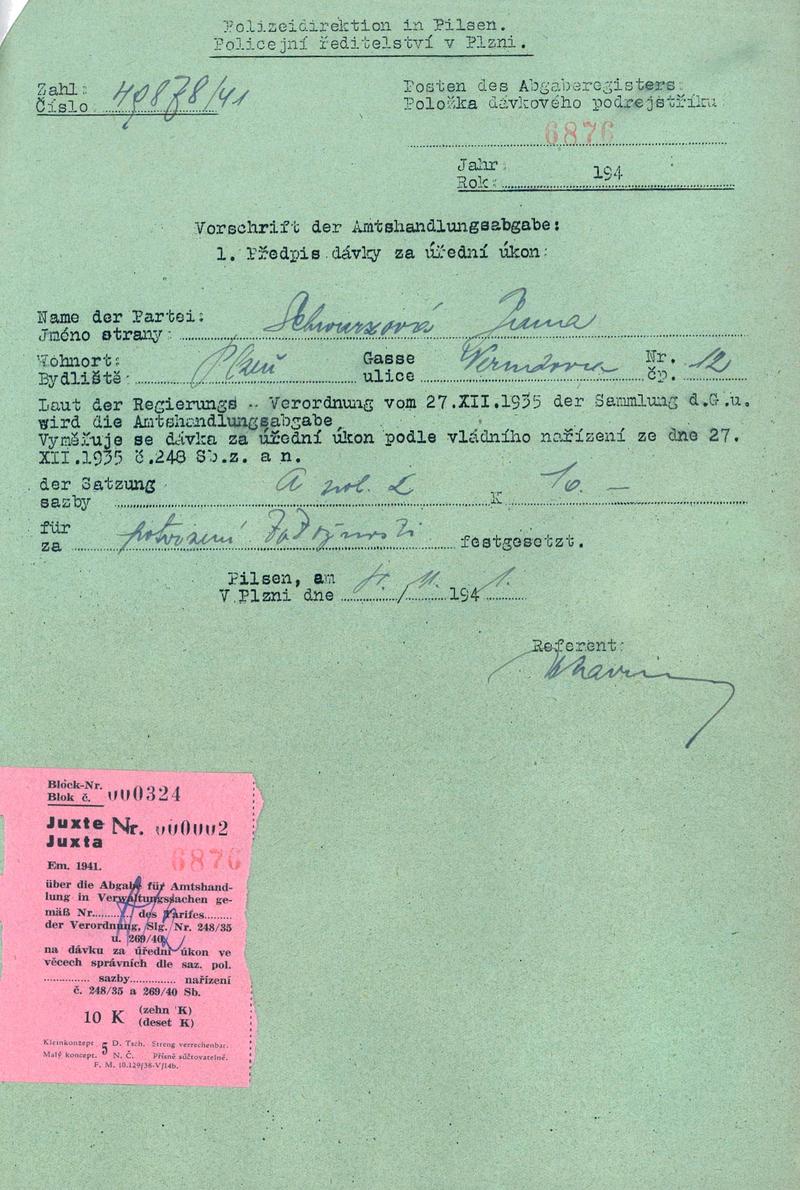 Polizeidirektion in Pilsen.
Policejní ředitelství v Plzni.
Zahl:
Číslo 40878/41
Posten des Abgaberegisters:
Položka dávkového podrejstříku:
6876
Jahr:
Rok: 194
Vorschrift der Amtshandlungsabgabe:
1. Předpis dávky za úřední úkon:
Name der Partei:
Jméno strany: Schwarzová
Wohnort: Gasse Nr.
Bydliště: Plzeň ulice čp. 12
Laut der Regierungs - Verordnung vom 27.XII.1935 der Sammlung d.G.u.
wird die Amtshandlungsabgabe
Vyměřuje se dávka za úřední úkon podle vládního nařízení ze dne 27.
XII.1935 č.248 Sb.z. a n.
der Satzung
sazby A pol. 2 K 10.-
für
za potvrzení festgesetzt.
Pilsen, am
V Plzni dne 11. 194 1.
Referent:
Block-Nr.
Blok č. 000324
Juxte Nr. 000002
Juxta
6876
Em. 1941.
über die Abgabe für Amtshand-
lung in Verwaltungssachen ge-
mäß Nr. des Tarifes
der Verordnung, Slg. Nr. 248/35
u. 269/40
na dávku za úřední úkon ve
věcech správních dle saz. pol.
sazby nařízení
č. 248/35 a 269/40 Sb.
10 K (zehn K)
(deset K)
Kleinkonzept 5 D. Tsch. Streng verrechenbar.
Malý koncept. N. Č. Přísně súčtovatelné.
F. M. 10.129/38-V/14b.